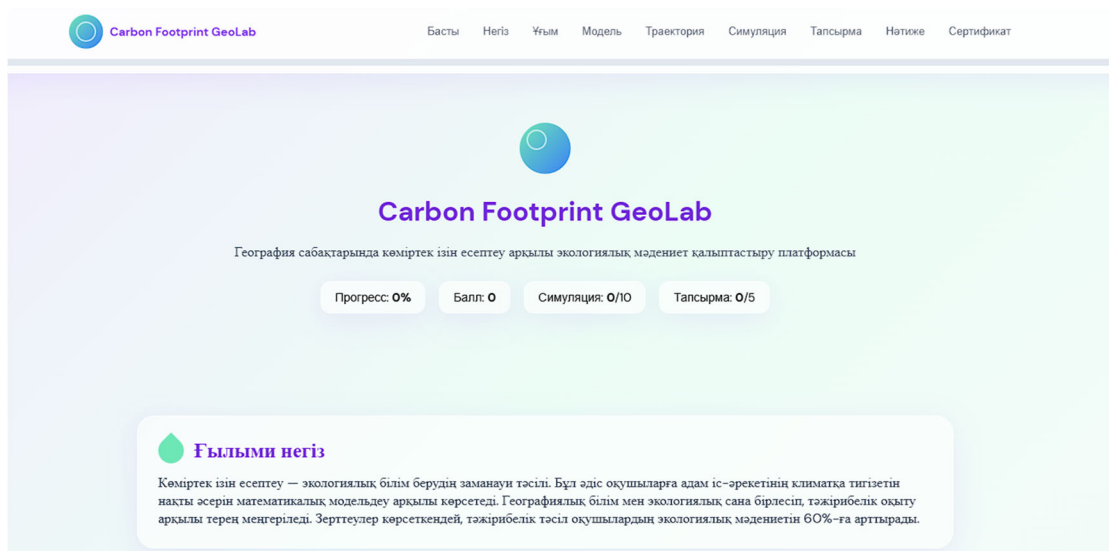 Carbon Footprint GeoLab Басты Негіз Ұғым Модель Траектория Симуляция Тапсырма Нәтиже Сертификат
Carbon Footprint GeoLab
География сабақтарында көміртек ізін есептеу арқылы экологиялық мәдениет қалыптастыру платформасы
Прогресс: 0% Балл: 0 Симуляция: 0/10 Тапсырма: 0/5
Ғылыми негіз
Көміртек ізін есептеу — экологиялық білім берудің заманауи тәсілі. Бұл әдіс оқушыларға адам іс-әрекетінің климатқа тигізетін
нақты әсерін математикалық модельдеу арқылы көрсетеді. Географиялық білім мен экологиялық сана бірлесіп, тәжірибелік оқыту
арқылы терең меңгеріледі. Зерттеулер көрсеткендей, тәжірибелік тәсіл оқушылардың экологиялық мәдениетін 60%-ға арттырады.